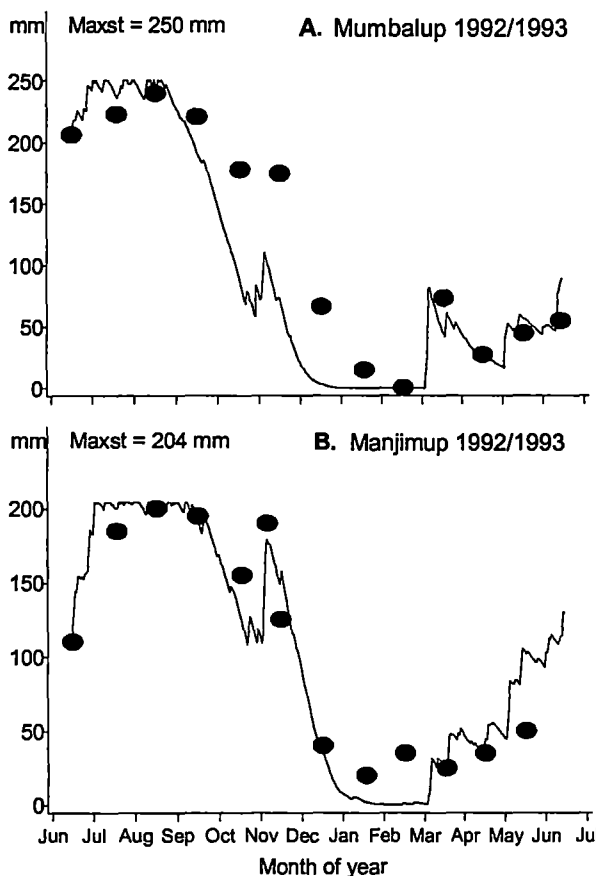 mm Maxst = 250 mm A. Mumbalup 1992/1993
250
200
150
100
50
0
mm Maxst = 204 mm B. Manjimup 1992/1993
200
150
100
50
0
Jun Jul Aug Sep Oct Nov Dec Jan Feb Mar Apr May Jun Ju
Month of year